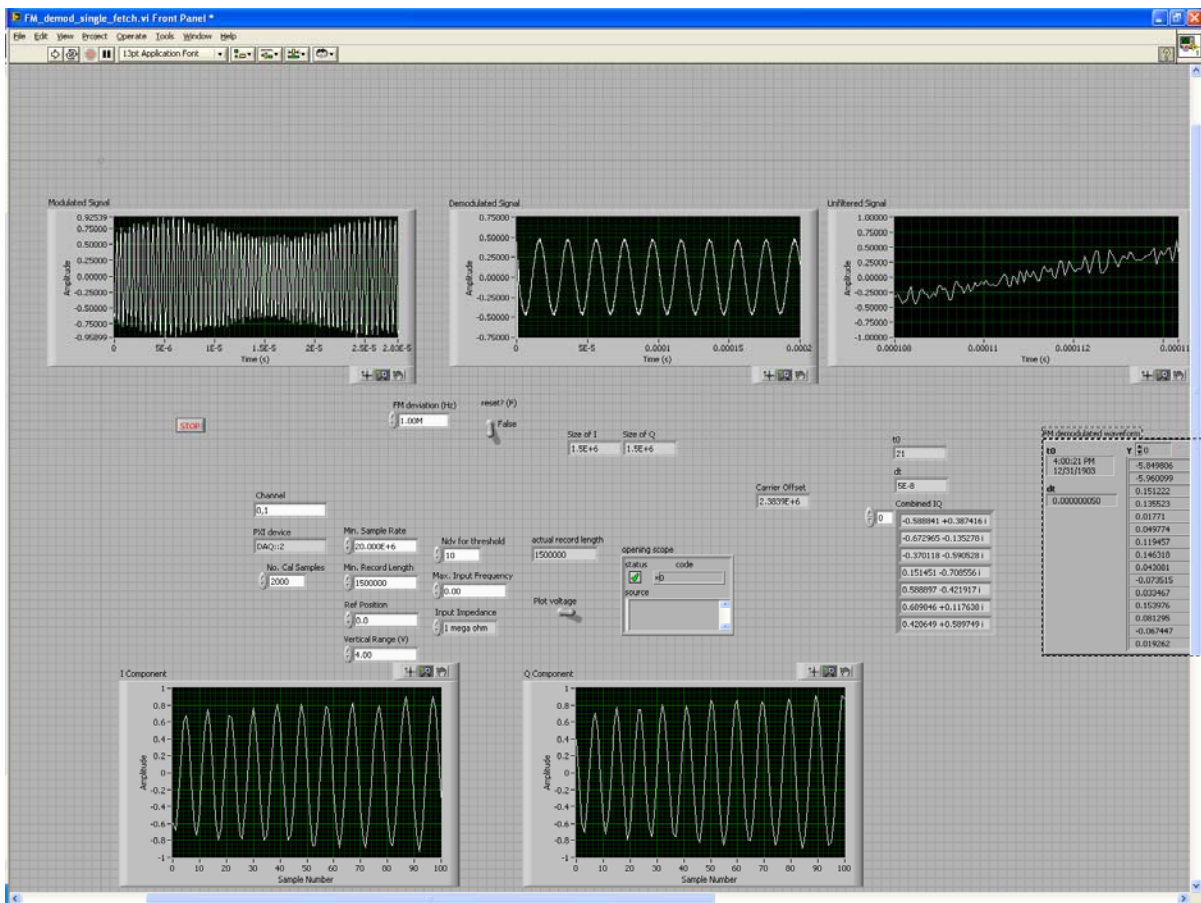 FM_demod_single_fetch.vi Front Panel *
File Edit View Project Operate Tools Window Help
13pt Application Font
Modulated Signal
0.92539
0.75000
0.50000
0.25000
0.00000
-0.25000
-0.50000
-0.75000
-0.95899
Amplitude
0 5E-6 1E-5 1.5E-5 2E-5 2.5E-5 2.83E-5
Time (s)
Demodulated Signal
0.75000
0.50000
0.25000
0.00000
-0.25000
-0.50000
-0.75000
Amplitude
0 5E-5 0.0001 0.00015 0.0002
Time (s)
Unfiltered Signal
1.00000
0.75000
0.50000
0.25000
0.00000
-0.25000
-0.50000
-0.75000
-1.00000
Amplitude
0.000100 0.00011 0.000112 0.00011
Time (s)
STOP
FM deviation (Hz)
1.00M
reset? (F)
False
Size of I Size of Q
1.5E+6 1.5E+6
Carrier Offset
2.3839E+6
t0
21
dt
5E-8
Combined IQ
0
-0.588841 +0.387416 i
-0.672965 -0.135278 i
-0.370118 -0.590528 i
0.151451 -0.708556 i
0.588897 -0.421917 i
0.689046 +0.117638 i
0.420649 +0.589749 i
FM demodulated waveform
t0
4:00:21 PM
12/31/1903
dt
0.000000050
Y 0
-5.849806
-5.960099
0.151222
0.135523
0.01771
0.049774
0.119457
0.146318
0.043081
-0.073515
0.033467
0.153976
0.081295
-0.067447
0.019262
Channel
0,1
PXI device
DAQ::2
No. Cal Samples
2000
Min. Sample Rate
20.000E+6
Min. Record Length
1500000
Ref Position
0.0
Vertical Range (V)
4.00
Ndv for threshold
10
Max. Input Frequency
0.00
Input Impedance
1 mega ohm
actual record length
1500000
Plot voltage
opening scope
status code
source
I Component
1
0.8
0.6
0.4
0.2
0
-0.2
-0.4
-0.6
-0.8
-1
Amplitude
0 10 20 30 40 50 60 70 80 90 100
Sample Number
Q Component
1
0.8
0.6
0.4
0.2
0
-0.2
-0.4
-0.6
-0.8
-1
Amplitude
0 10 20 30 40 50 60 70 80 90 100
Sample Number